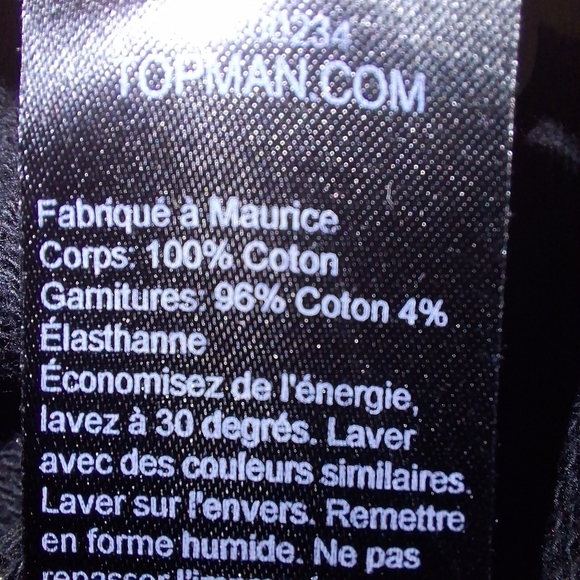 TOPMAN.COM
Fabriqué à Maurice
Corps: 100% Coton
Garnitures: 96% Coton 4%
Élasthanne
Économisez de l'énergie,
lavez à 30 degrés. Laver
avec des couleurs similaires.
Laver sur l'envers. Remettre
en forme humide. Ne pas
repasser